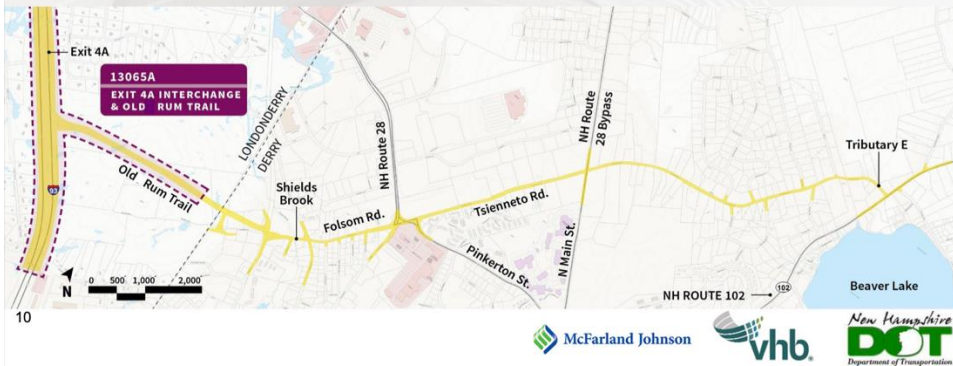 Exit 4A
13065A
EXIT 4A INTERCHANGE
& OLD RUM TRAIL
LONDONDERRY
DERRY
NH Route 28
NH Route
28 Bypass
Tributary E
93
Old Rum Trail
Shields
Brook
Folsom Rd.
Tsienneto Rd.
Pinkerton St.
N Main St.
NH ROUTE 102
102
Beaver Lake
N
0 500 1,000 2,000
10
McFarland Johnson
vhb®
New Hampshire
DOT
Department of Transportation